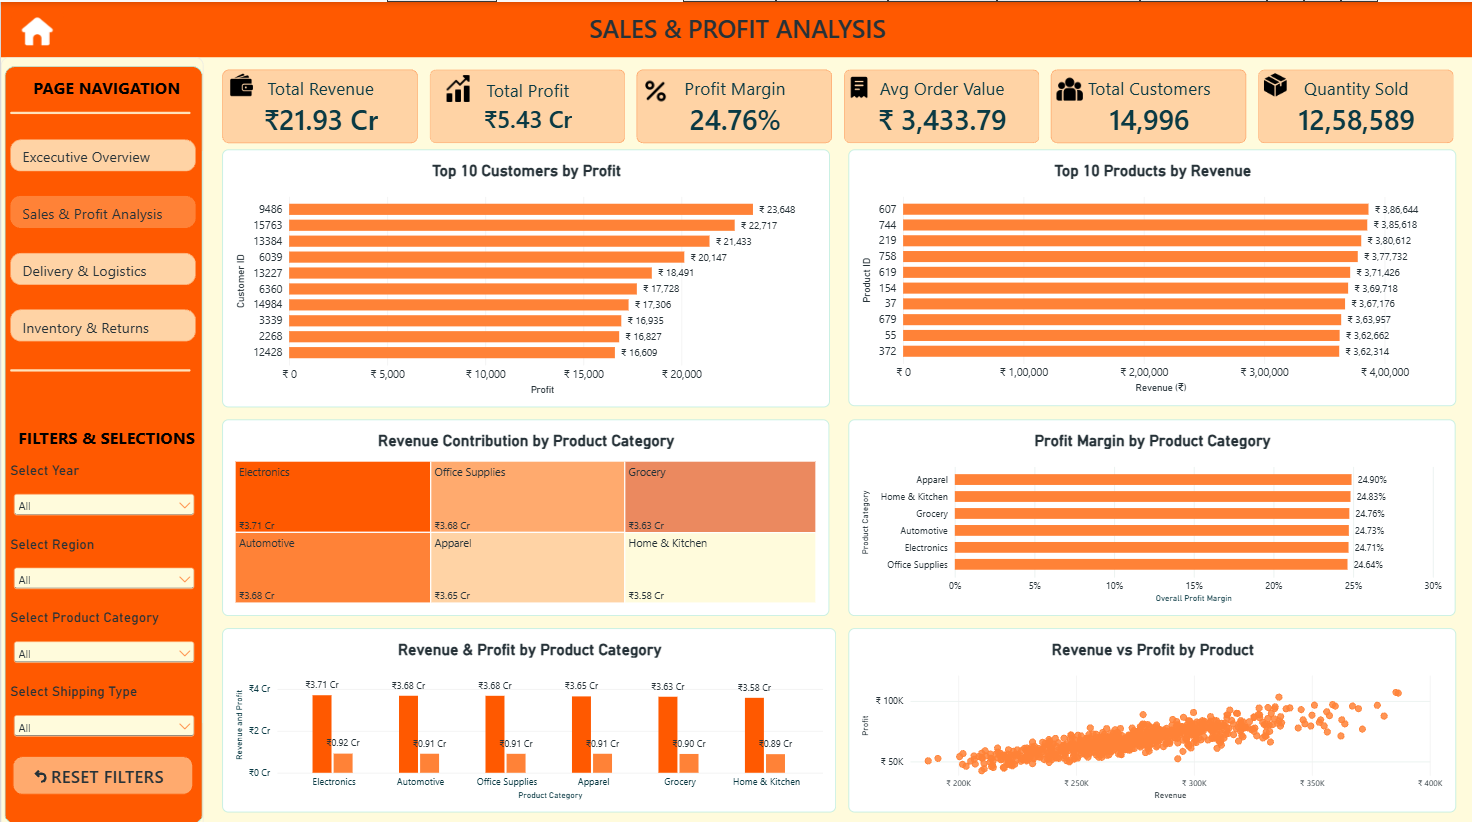 SALES & PROFIT ANALYSIS
PAGE NAVIGATION
Excecutive Overview
Sales & Profit Analysis
Delivery & Logistics
Inventory & Returns
FILTERS & SELECTIONS
Select Year
All
Select Region
All
Select Product Category
All
Select Shipping Type
All
RESET FILTERS
Total Revenue
₹21.93 Cr
Total Profit
₹5.43 Cr
Profit Margin
24.76%
Avg Order Value
₹ 3,433.79
Total Customers
14,996
Quantity Sold
12,58,589
Top 10 Customers by Profit
Customer ID
9486 ₹ 23,648
15763 ₹ 22,717
13384 ₹ 21,433
6039 ₹ 20,147
13227 ₹ 18,491
6360 ₹ 17,728
14984 ₹ 17,306
3339 ₹ 16,935
2268 ₹ 16,827
12428 ₹ 16,609
₹ 0 ₹ 5,000 ₹ 10,000 ₹ 15,000 ₹ 20,000
Profit
Top 10 Products by Revenue
Product ID
607 ₹ 3,86,644
744 ₹ 3,85,618
219 ₹ 3,80,612
758 ₹ 3,77,732
619 ₹ 3,71,426
154 ₹ 3,69,718
37 ₹ 3,67,176
679 ₹ 3,63,957
55 ₹ 3,62,662
372 ₹ 3,62,314
₹ 0 ₹ 1,00,000 ₹ 2,00,000 ₹ 3,00,000 ₹ 4,00,000
Revenue (₹)
Revenue Contribution by Product Category
Electronics
₹3.71 Cr
Office Supplies
₹3.68 Cr
Grocery
₹3.63 Cr
Automotive
₹3.68 Cr
Apparel
₹3.65 Cr
Home & Kitchen
₹3.58 Cr
Profit Margin by Product Category
Product Category
Apparel 24.90%
Home & Kitchen 24.83%
Grocery 24.76%
Automotive 24.73%
Electronics 24.71%
Office Supplies 24.64%
0% 5% 10% 15% 20% 25% 30%
Overall Profit Margin
Revenue & Profit by Product Category
Revenue and Profit
₹4 Cr
₹2 Cr
₹0 Cr
₹3.71 Cr ₹3.68 Cr ₹3.68 Cr ₹3.65 Cr ₹3.63 Cr ₹3.58 Cr
₹0.92 Cr ₹0.91 Cr ₹0.91 Cr ₹0.91 Cr ₹0.90 Cr ₹0.89 Cr
Electronics Automotive Office Supplies Apparel Grocery Home & Kitchen
Product Category
Revenue vs Profit by Product
Profit
₹ 100K
₹ 50K
₹ 200K ₹ 250K ₹ 300K ₹ 350K ₹ 400K
Revenue